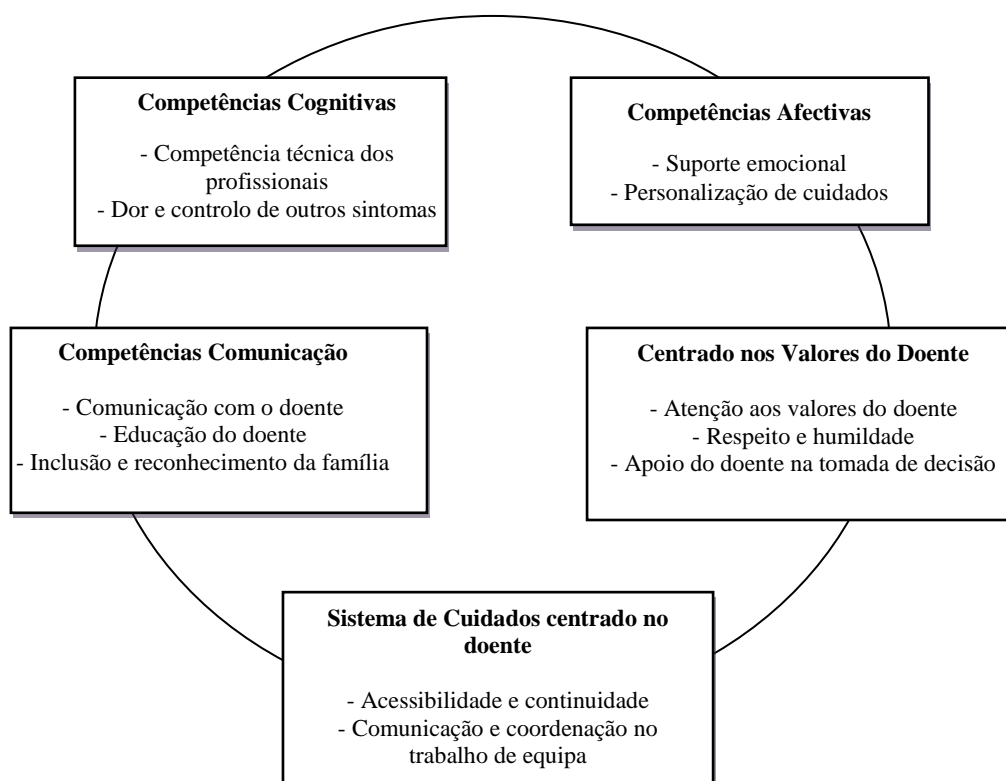 Competências Cognitivas
- Competência técnica dos
profissionais
- Dor e controlo de outros sintomas
Competências Afectivas
- Suporte emocional
- Personalização de cuidados
Competências Comunicação
- Comunicação com o doente
- Educação do doente
- Inclusão e reconhecimento da família
Centrado nos Valores do Doente
- Atenção aos valores do doente
- Respeito e humildade
- Apoio do doente na tomada de decisão
Sistema de Cuidados centrado no
doente
- Acessibilidade e continuidade
- Comunicação e coordenação no
trabalho de equipa